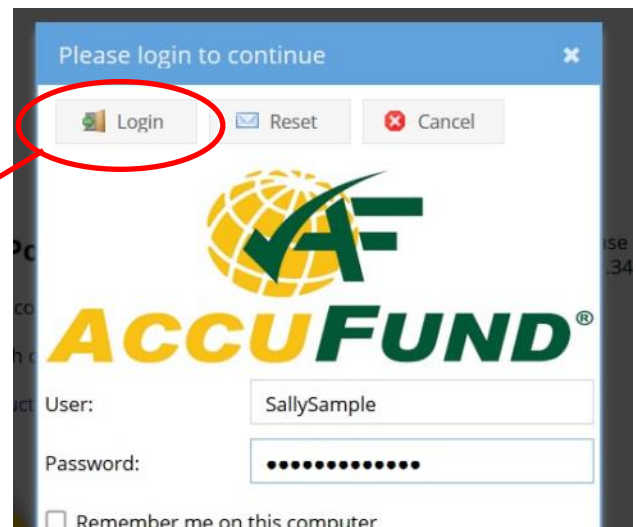 Please login to continue
Login Reset Cancel
AF
ACCUFUND®
User: SallySample
Password:
Remember me on this computer